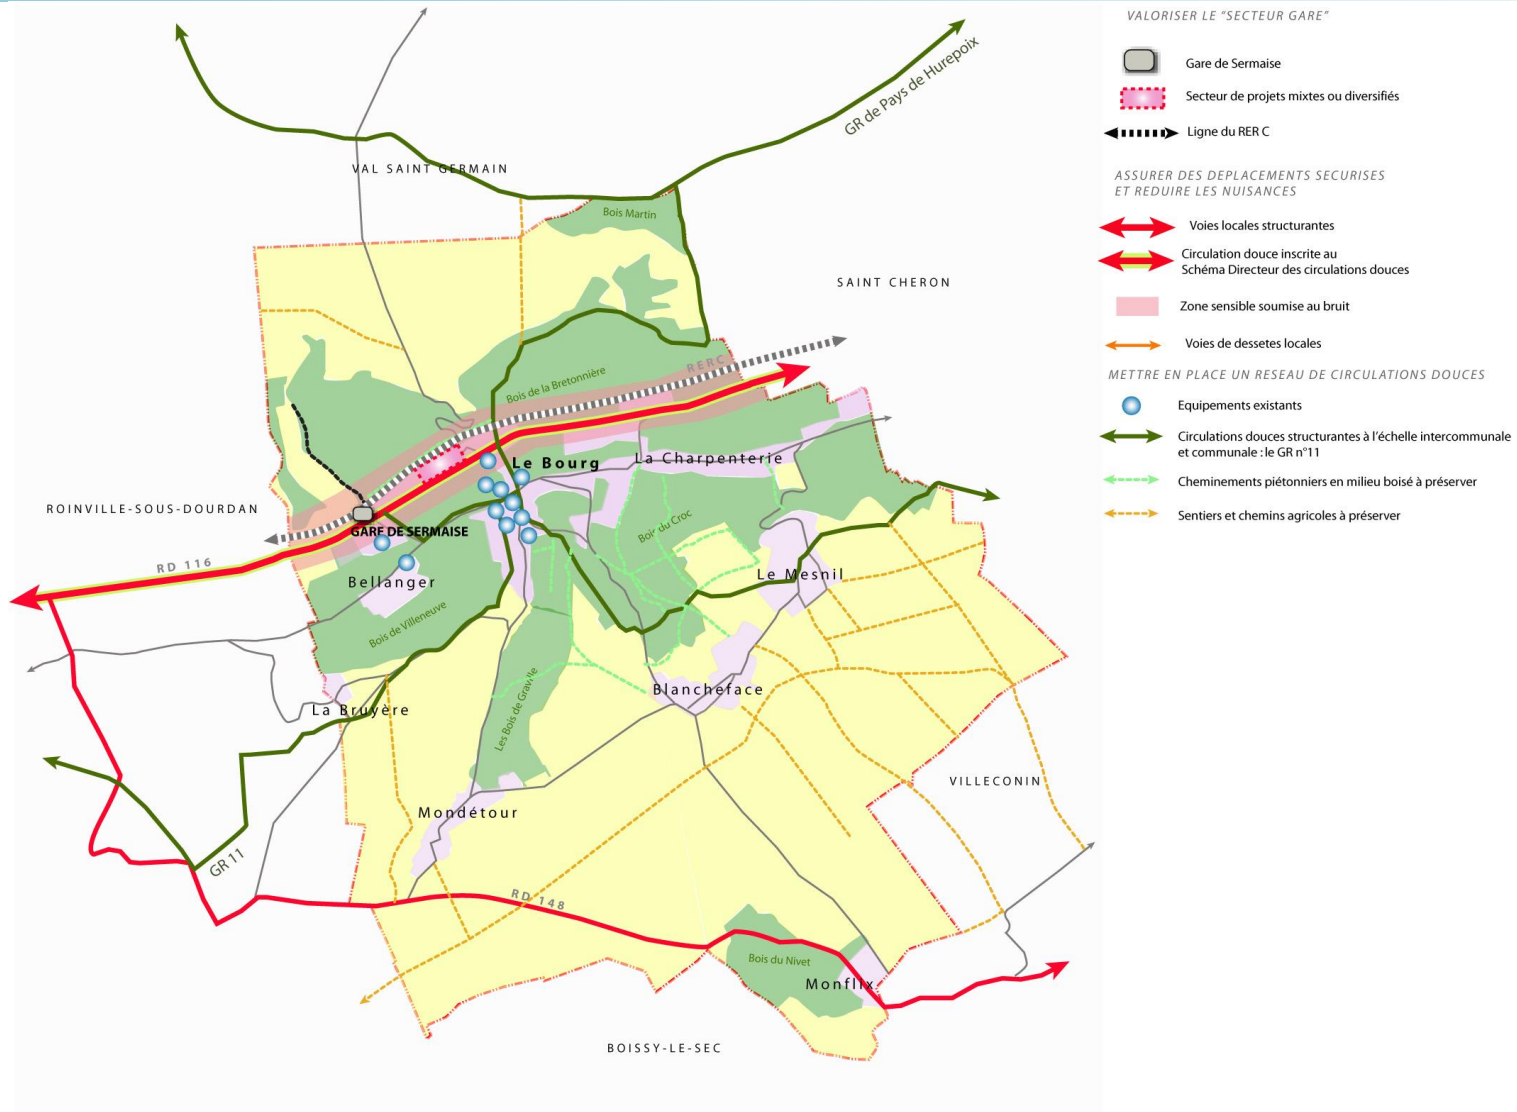 VALORISER LE "SECTEUR GARE"
Gare de Sermaise
Secteur de projets mixtes ou diversifiés
Ligne du RER C
ASSURER DES DEPLACEMENTS SECURISES
ET REDUIRE LES NUISANCES
Voies locales structurantes
Circulation douce inscrite au
Schéma Directeur des circulations douces
Zone sensible soumise au bruit
Voies de dessetes locales
METTRE EN PLACE UN RESEAU DE CIRCULATIONS DOUCES
Equipements existants
Circulations douces structurantes à l'échelle intercommunale
et communale : le GR n°11
Cheminements piétonniers en milieu boisé à préserver
Sentiers et chemins agricoles à préserver
GR de Pays de Hurepoix
VAL SAINT GERMAIN
Bois Martin
SAINT CHERON
RERC
Bois de la Bretonnière
Le Bourg
La Charpenterie
ROINVILLE-SOUS-DOURDAN
GARE DE SERMAISE
Bois du Croc
RD 116
Bellanger
Le Mesnil
Bois de Villeneuve
Blancheface
La Bruyère
Les Bois de Graville
VILLECONIN
Mondétour
GR 11
RD 148
Bois du Nivet
Monflix
BOISSY-LE-SEC